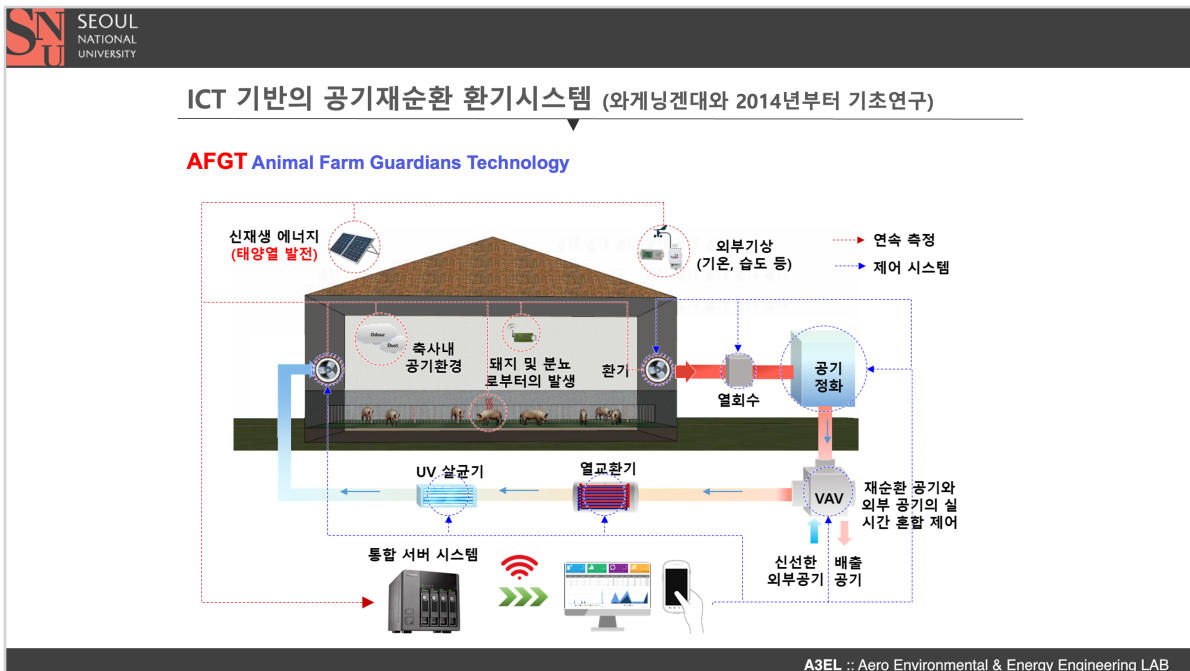 SNU
SEOUL
NATIONAL
UNIVERSITY
ICT 기반의 공기재순환 환기시스템 (와게닝겐대와 2014년부터 기초연구)
AFGT Animal Farm Guardians Technology
신재생 에너지
(태양열 발전)
외부기상
(기온, 습도 등)
연속 측정
제어 시스템
Odour
Dust
축사내
공기환경
돼지 및 분뇨
로부터의 발생
환기
열회수
공기
정화
UV 살균기
열교환기
VAV
재순환 공기와
외부 공기의 실
시간 혼합 제어
신선한
외부공기
배출
공기
통합 서버 시스템
A3EL :: Aero Environmental & Energy Engineering LAB